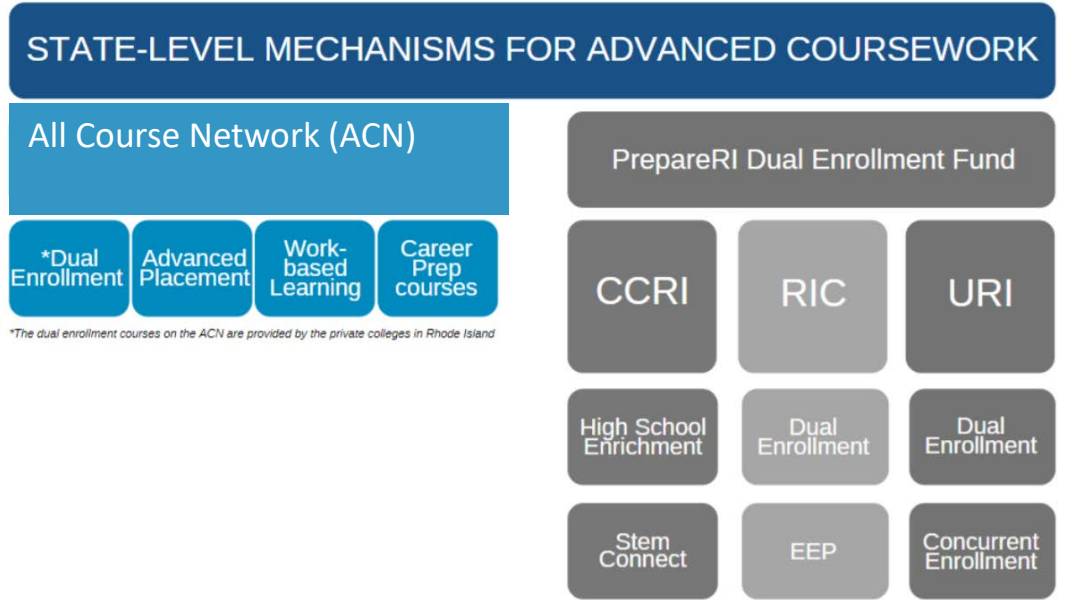 STATE-LEVEL MECHANISMS FOR ADVANCED COURSEWORK
All Course Network (ACN)
*Dual
Enrollment
Advanced
Placement
Work-
based
Learning
Career
Prep
courses
*The dual enrollment courses on the ACN are provided by the private colleges in Rhode Island
PrepareRI Dual Enrollment Fund
CCRI
RIC
URI
High School
Enrichment
Dual
Enrollment
Dual
Enrollment
Stem
Connect
EEP
Concurrent
Enrollment